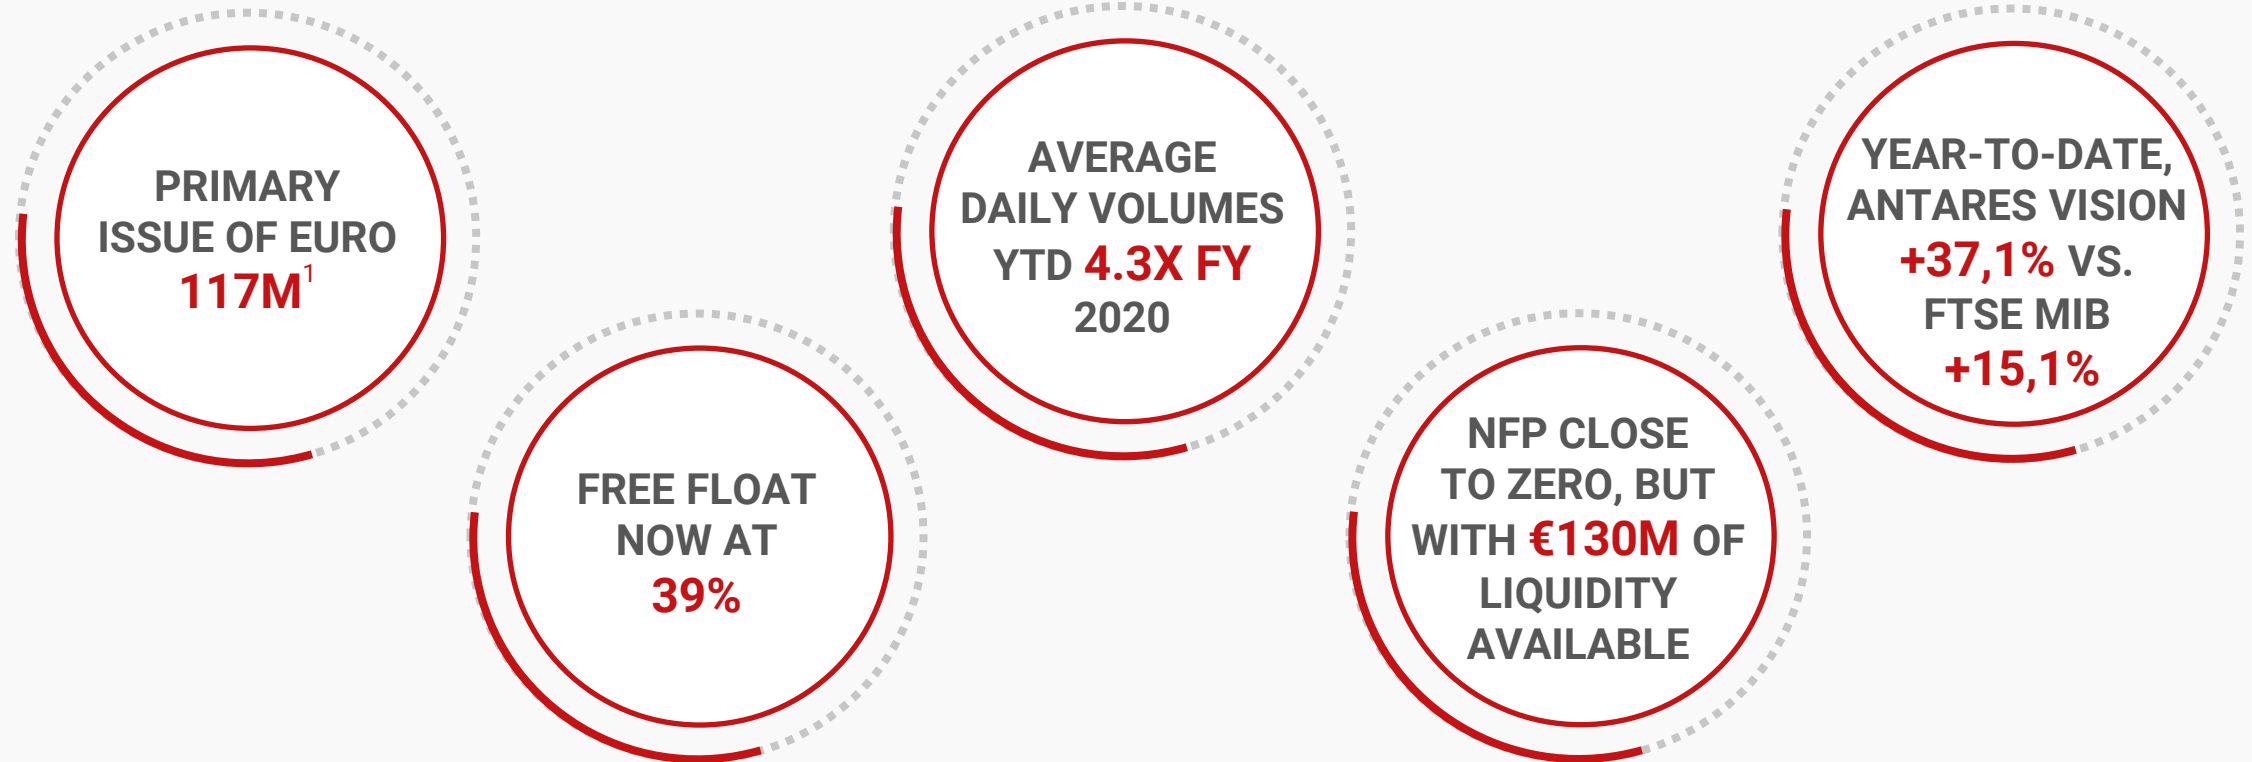 PRIMARY
ISSUE OF EURO
117M¹
FREE FLOAT
NOW AT
39%
AVERAGE
DAILY VOLUMES
YTD 4.3X FY
2020
NFP CLOSE
TO ZERO, BUT
WITH €130M OF
LIQUIDITY
AVAILABLE
YEAR-TO-DATE,
ANTARES VISION
+37,1% VS.
FTSE MIB
+15,1%